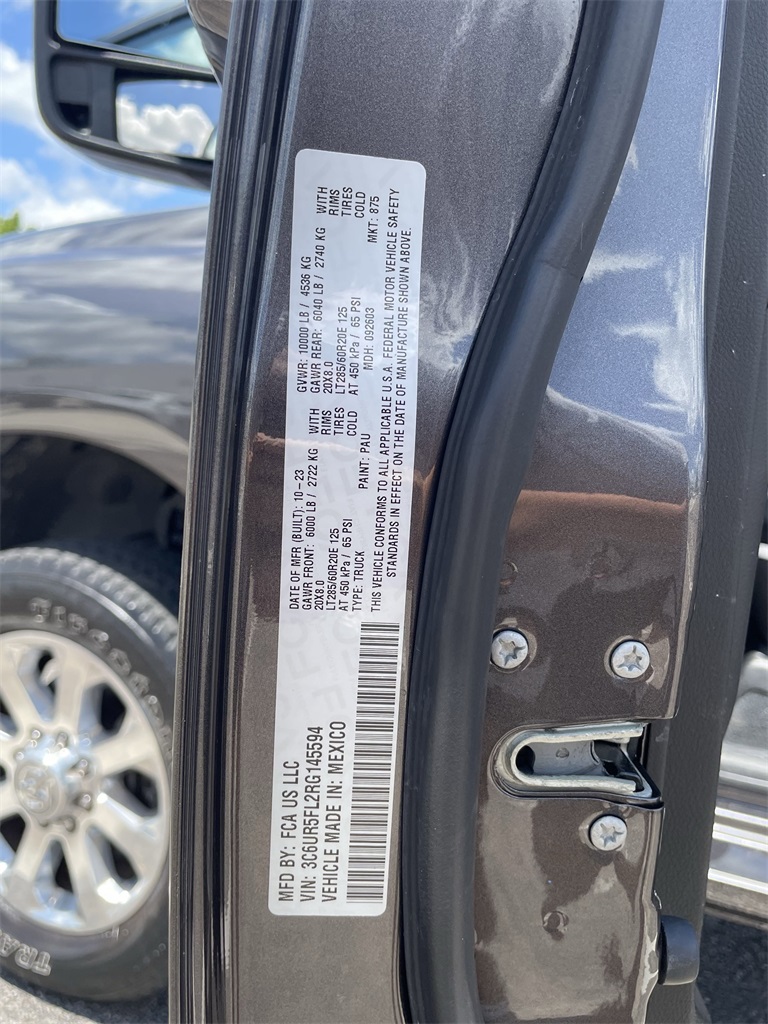 MFD BY: FCA US LLC
VIN: 3C6UR5FL2RG145594
VEHICLE MADE IN: MEXICO
DATE OF MFR (BUILT): 10-23 GVWR: 10000 LB / 4536 KG
GAWR FRONT: 6000 LB / 2722 KG WITH GAWR REAR: 6040 LB / 2740 KG WITH
20X8.0 RIMS 20X8.0 RIMS
LT285/60R20E 125 TIRES LT285/60R20E 125 TIRES
AT 450 kPa / 65 PSI COLD AT 450 kPa / 65 PSI COLD
TYPE: TRUCK PAINT: PAU MDH: 092603 MKT: 875
THIS VEHICLE CONFORMS TO ALL APPLICABLE U.S.A. FEDERAL MOTOR VEHICLE SAFETY
STANDARDS IN EFFECT ON THE DATE OF MANUFACTURE SHOWN ABOVE.